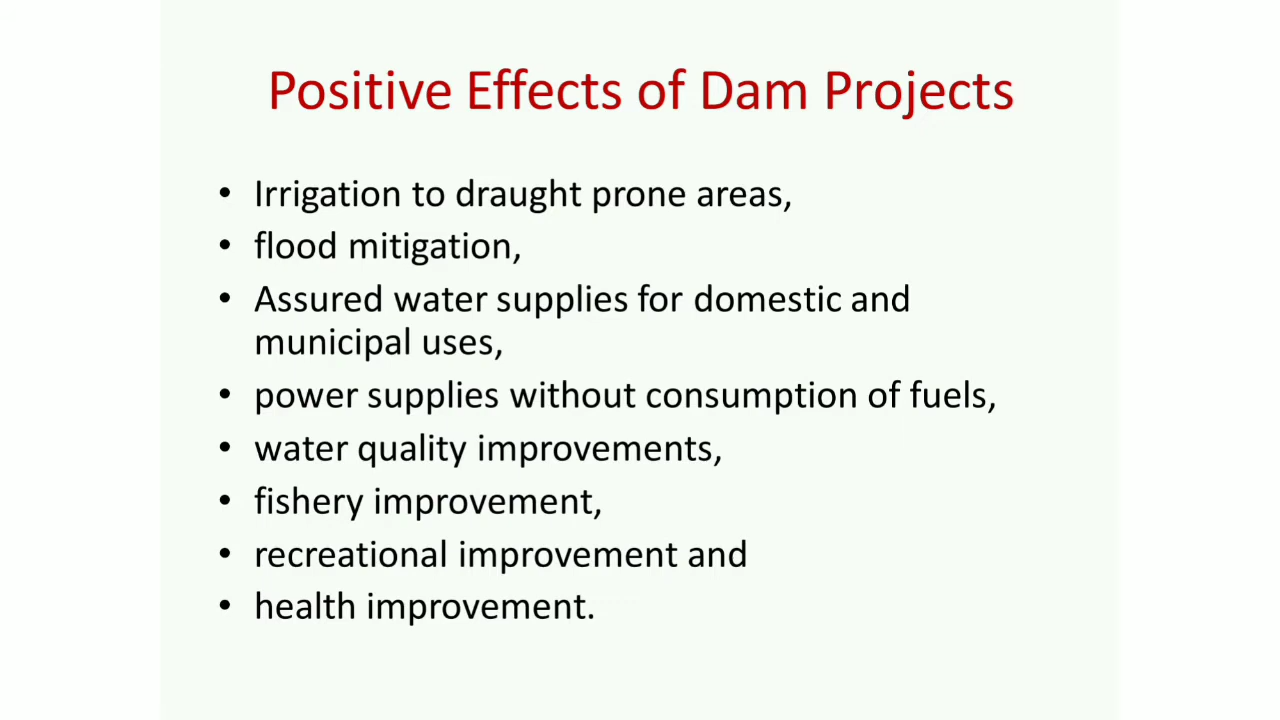 Positive Effects of Dam Projects
• Irrigation to draught prone areas,
• flood mitigation,
• Assured water supplies for domestic and
municipal uses,
• power supplies without consumption of fuels,
• water quality improvements,
• fishery improvement,
• recreational improvement and
• health improvement.